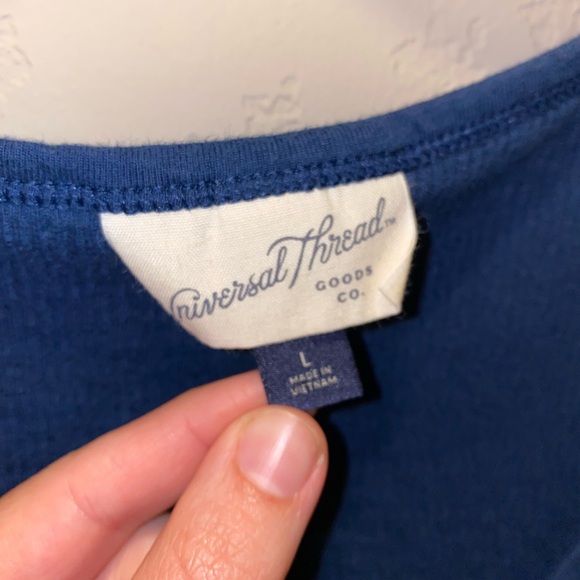 Universal Thread™
GOODS
CO.
L
MADE IN
VIETNAM